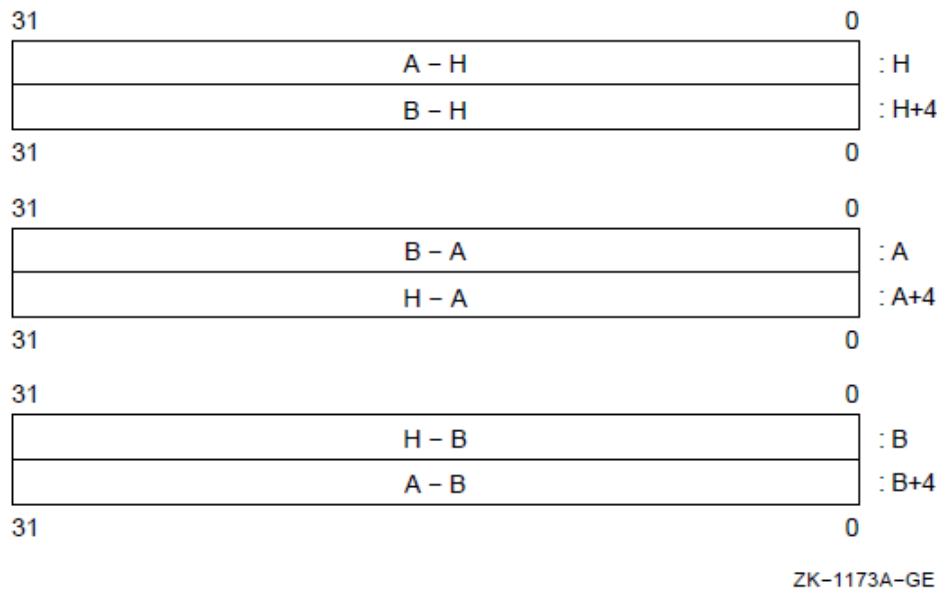 31 0
A – H : H
B – H : H+4
31 0
31 0
B – A : A
H – A : A+4
31 0
31 0
H – B : B
A – B : B+4
31 0
ZK–1173A–GE